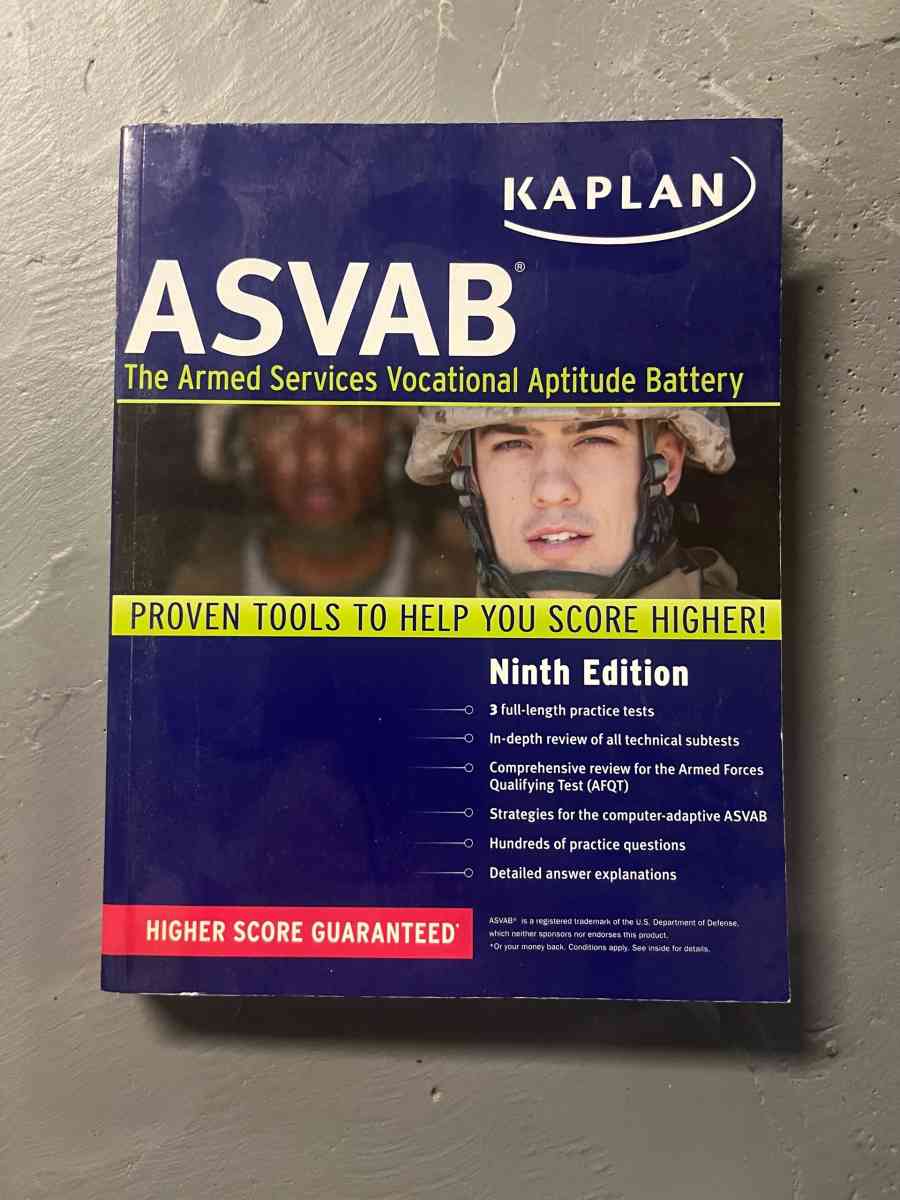 KAPLAN
ASVAB®
The Armed Services Vocational Aptitude Battery
PROVEN TOOLS TO HELP YOU SCORE HIGHER!
Ninth Edition
3 full-length practice tests
In-depth review of all technical subtests
Comprehensive review for the Armed Forces
Qualifying Test (AFQT)
Strategies for the computer-adaptive ASVAB
Hundreds of practice questions
Detailed answer explanations
HIGHER SCORE GUARANTEED*
ASVAB® is a registered trademark of the U.S. Department of Defense,
which neither sponsors nor endorses this product.
*Or your money back. Conditions apply. See inside for details.